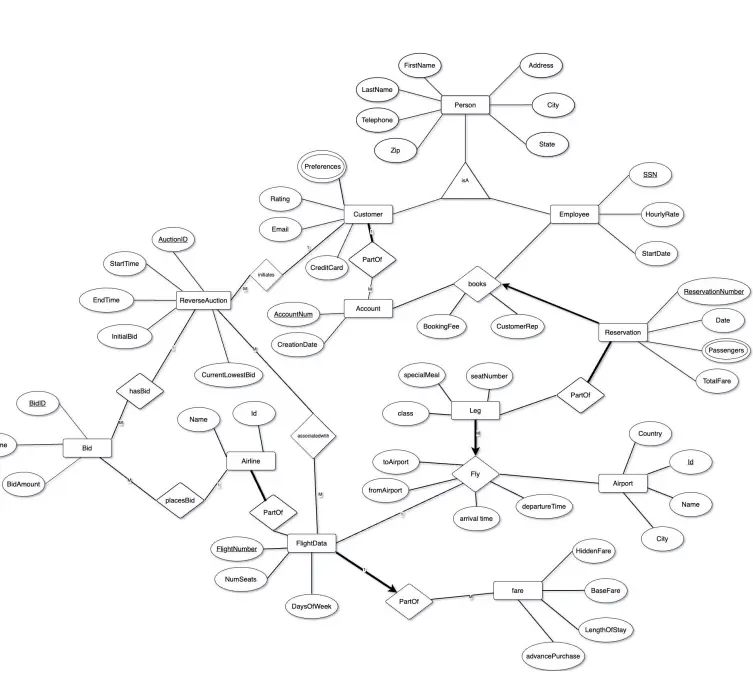 FirstName
Address
LastName
Person
City
Telephone
State
Zip
Preferences
isA
SSN
Rating
Customer
Employee
HourlyRate
Email
AuctionID
StartDate
StartTime
PartOf
initiates
CreditCard
books
ReservationNumber
EndTime
ReverseAuction
AccountNum
Account
Date
InitialBid
BookingFee
CustomerRep
Reservation
CreationDate
Passengers
CurrentLowestBid
specialMeal
seatNumber
TotalFare
hasBid
PartOf
BidID
Name
Id
class
Leg
associatedwith
Country
Bid
Airline
toAirport
Id
Fly
Airport
BidAmount
fromAirport
placesBid
departureTime
Name
PartOf
arrival time
City
FlightNumber
FlightData
HiddenFare
NumSeats
fare
BaseFare
DaysOfWeek
PartOf
LengthOfStay
advancePurchase